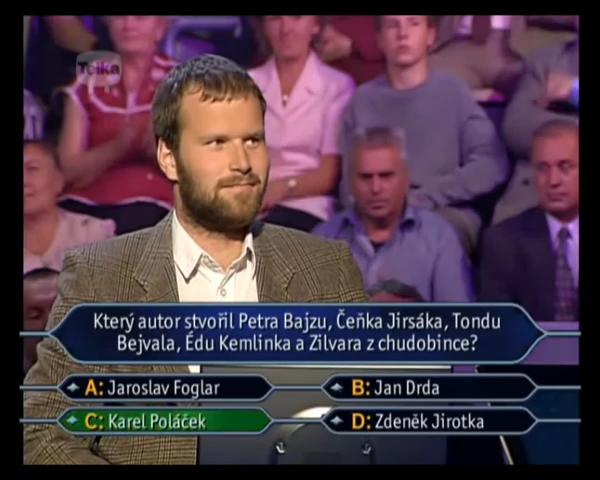 Telka
Který autor stvořil Petra Bajzu, Čeňka Jirsáka, Tondu
Bejvala, Édu Kemlinka a Zilvara z chudobince?
A: Jaroslav Foglar
B: Jan Drda
C: Karel Poláček
D: Zdeněk Jirotka